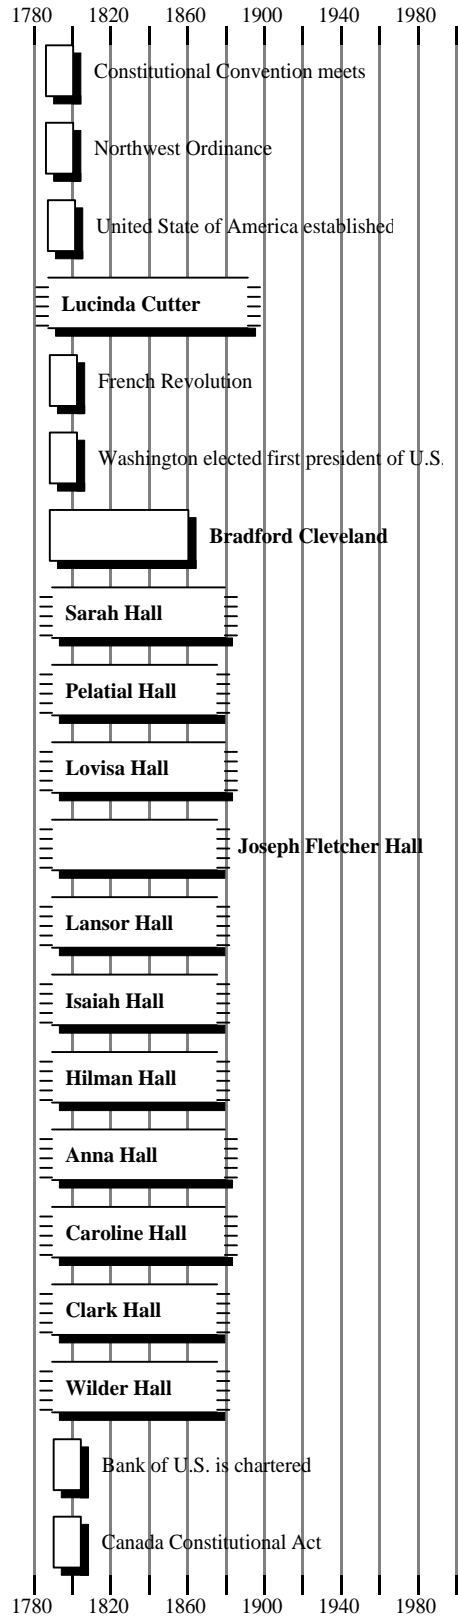 1780 1820 1860 1900 1940 1980
Constitutional Convention meets
Northwest Ordinance
United State of America established
Lucinda Cutter
French Revolution
Washington elected first president of U.S.
Bradford Cleveland
Sarah Hall
Pelatial Hall
Lovisa Hall
Joseph Fletcher Hall
Lansor Hall
Isaiah Hall
Hilman Hall
Anna Hall
Caroline Hall
Clark Hall
Wilder Hall
Bank of U.S. is chartered
Canada Constitutional Act
1780 1820 1860 1900 1940 1980